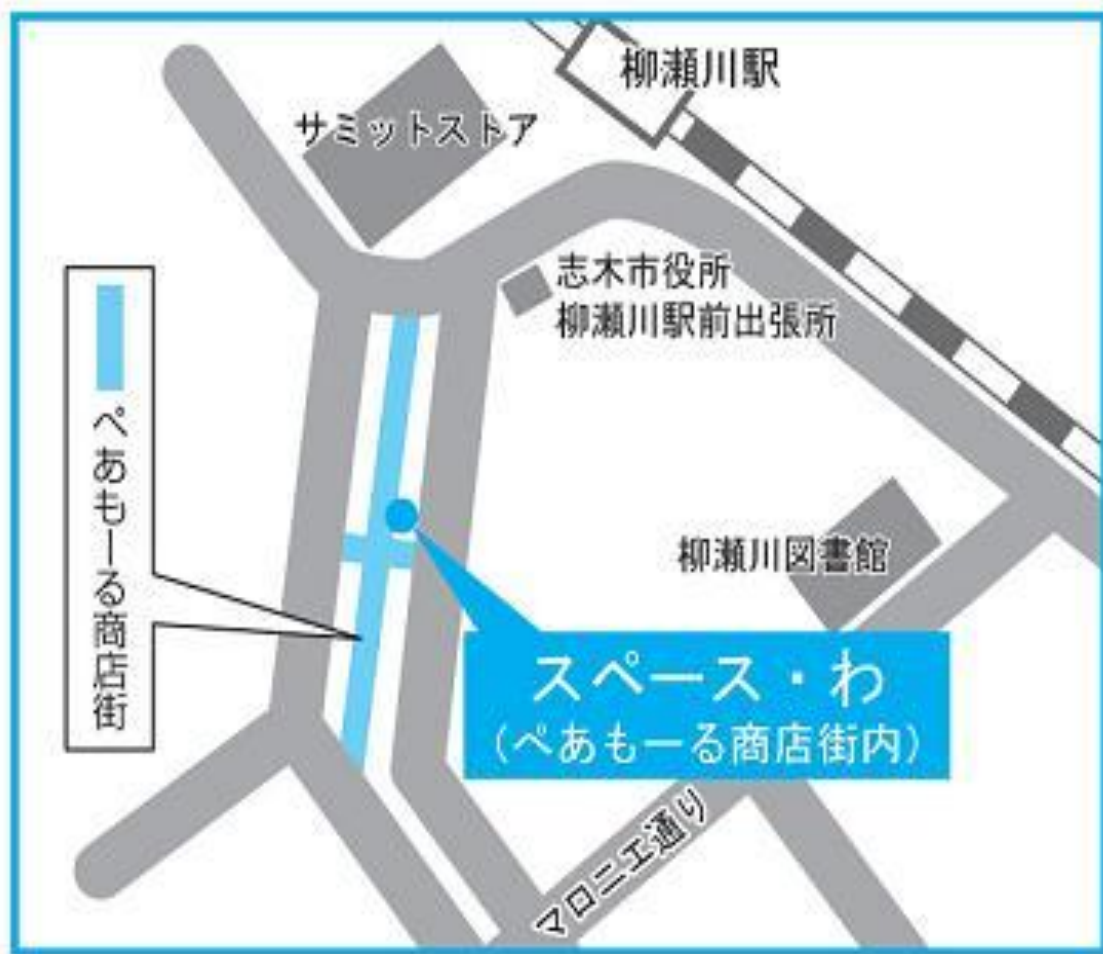 柳瀬川駅
サミットストア
志木市役所
柳瀬川駅前出張所
ぺあもーる商店街
柳瀬川図書館
スペース・わ
(ぺあもーる商店街内)
マロニエ通り